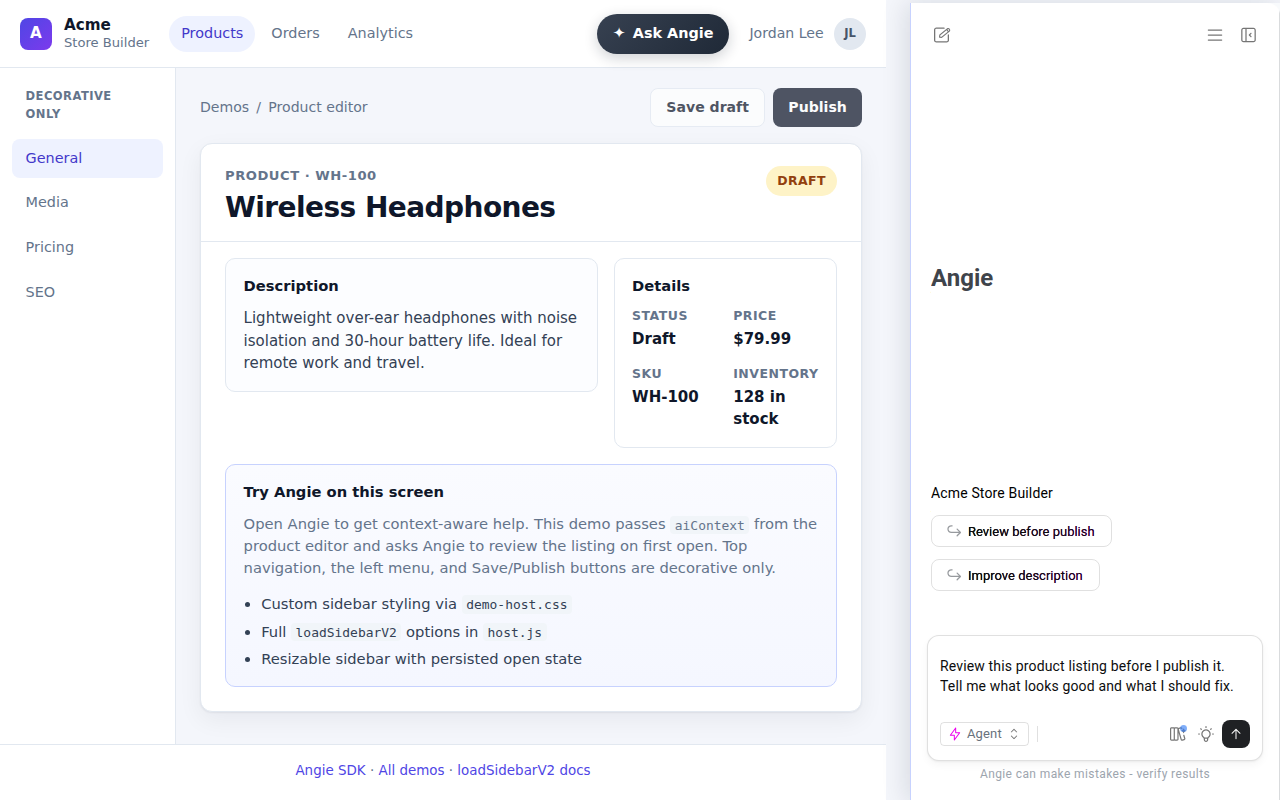 A
Acme
Store Builder
Products
Orders
Analytics
✦ Ask Angie
Jordan Lee
JL
DECORATIVE
ONLY
General
Media
Pricing
SEO
Demos / Product editor
Save draft
Publish
PRODUCT · WH-100
Wireless Headphones
DRAFT
Description
Lightweight over-ear headphones with noise
isolation and 30-hour battery life. Ideal for
remote work and travel.
Details
STATUS
Draft
PRICE
$79.99
SKU
WH-100
INVENTORY
128 in
stock
Try Angie on this screen
Open Angie to get context-aware help. This demo passes aiContext from the
product editor and asks Angie to review the listing on first open. Top
navigation, the left menu, and Save/Publish buttons are decorative only.
• Custom sidebar styling via demo-host.css
• Full loadSidebarV2 options in host.js
• Resizable sidebar with persisted open state
Angie SDK · All demos · loadSidebarV2 docs
Angie
Acme Store Builder
Review before publish
Improve description
Review this product listing before I publish it.
Tell me what looks good and what I should fix.
Agent
Angie can make mistakes - verify results